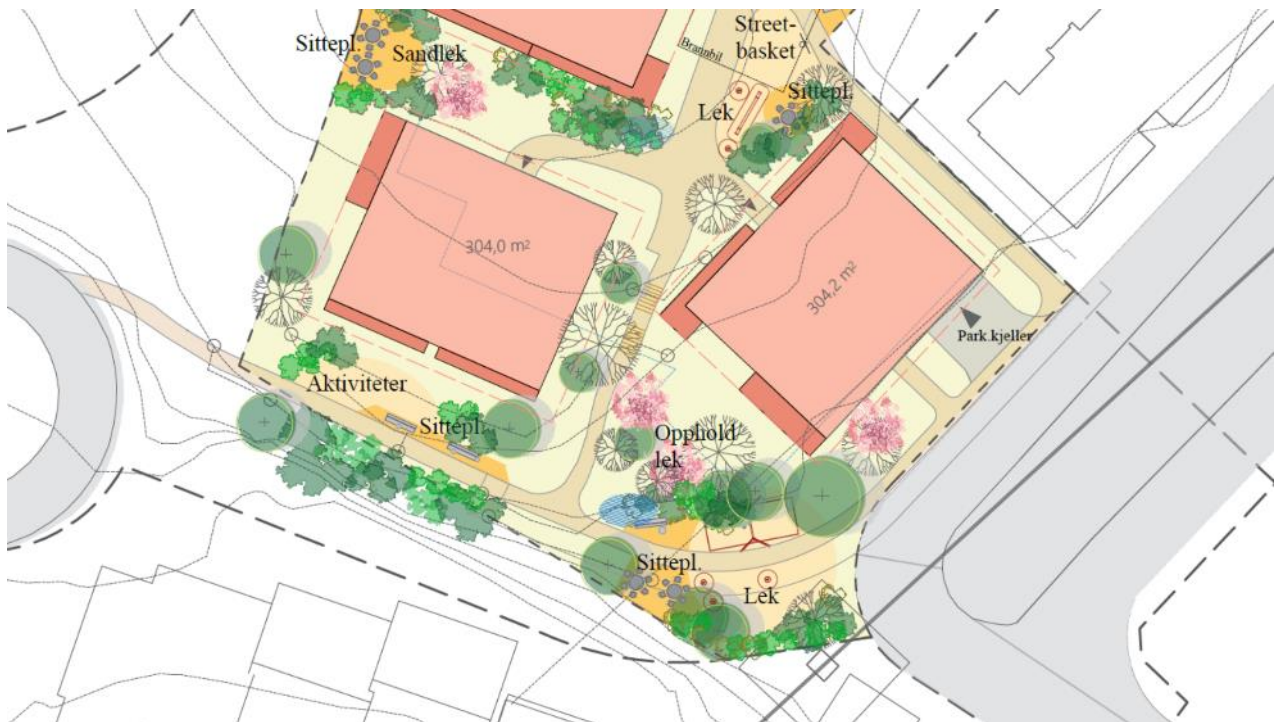 Street-
basket
Sittepl.
Sandlek
Brannbil
Lek
Sittepl.
304,0 m²
304,2 m²
Park.kjeller
Aktiviteter
Sittepl.
Opphold
lek
Sittepl.
Lek